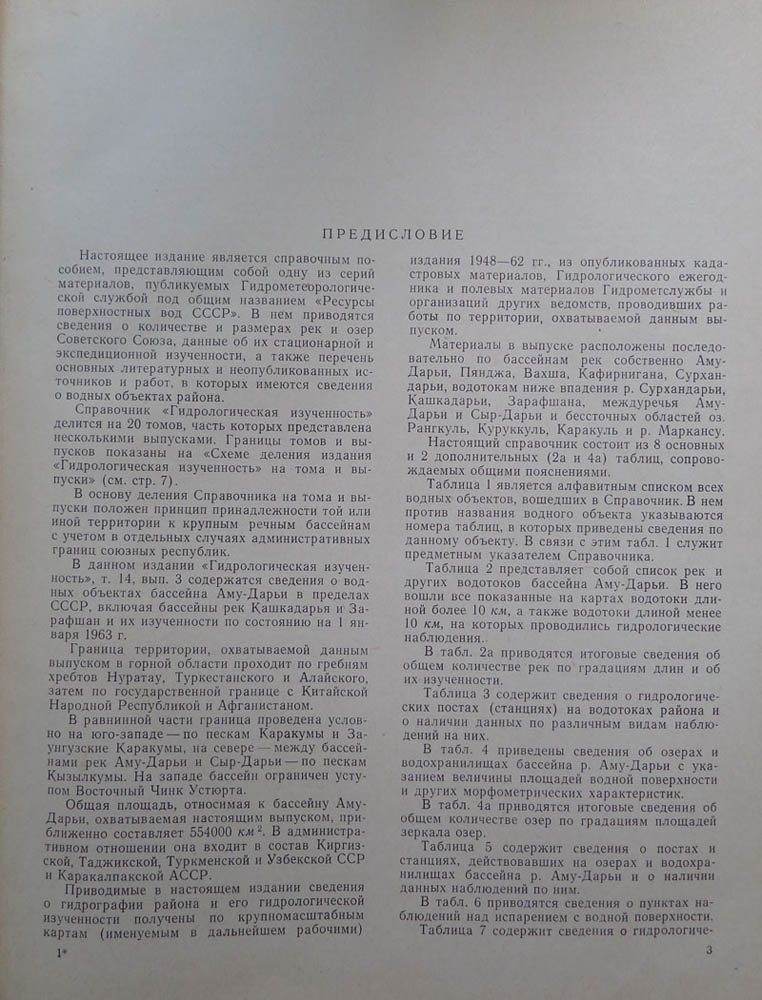 ПРЕДИСЛОВИЕ
Настоящее издание является справочным по-
собием, представляющим собой одну из серий
материалов, публикуемых Гидрометеорологиче-
ской службой под общим названием «Ресурсы
поверхностных вод СССР». В нем приводятся
сведения о количестве и размерах рек и озер
Советского Союза, данные об их стационарной и
экспедиционной изученности, а также перечень
основных литературных и неопубликованных ис-
точников и работ, в которых имеются сведения
о водных объектах района.
Справочник «Гидрологическая изученность»
делится на 20 томов, часть которых представлена
несколькими выпусками. Границы томов и вы-
пусков показаны на «Схеме деления издания
«Гидрологическая изученность» на тома и вы-
пуски» (см. стр. 7).
В основу деления Справочника на тома и вы-
пуски положен принцип принадлежности той или
иной территории к крупным речным бассейнам
с учетом в отдельных случаях административных
границ союзных республик.
В данном издании «Гидрологическая изучен-
ность», т. 14, вып. 3 содержатся сведения о вод-
ных объектах бассейна Аму-Дарьи в пределах
СССР, включая бассейны рек Кашкадарья и За-
рафшан и их изученности по состоянию на 1 ян-
варя 1963 г.
Граница территории, охватываемой данным
выпуском в горной области проходит по гребням
хребтов Нуратау, Туркестанского и Алайского,
затем по государственной границе с Китайской
Народной Республикой и Афганистаном.
В равнинной части граница проведена услов-
но на юго-западе — по пескам Каракумы и За-
унгузские Каракумы, на севере — между бассей-
нами рек Аму-Дарьи и Сыр-Дарьи — по пескам
Кызылкумы. На западе бассейн ограничен усту-
пом Восточный Чинк Устюрта.
Общая площадь, относимая к бассейну Аму-
Дарьи, охватываемая настоящим выпуском, при-
ближенно составляет 554000 км². В администра-
тивном отношении она входит в состав Киргиз-
ской, Таджикской, Туркменской и Узбекской ССР
и Каракалпакской АССР.
Приводимые в настоящем издании сведения
о гидрографии района и его гидрологической
изученности получены по крупномасштабным
картам (именуемым в дальнейшем рабочими)
1*
издания 1948—62 гг., из опубликованных када-
стровых материалов, Гидрологического ежегод-
ника и полевых материалов Гидрометслужбы и
организаций других ведомств, проводивших ра-
боты по территории, охватываемой данным вы-
пуском.
Материалы в выпуске расположены последо-
вательно по бассейнам рек собственно Аму-
Дарьи, Пянджа, Вахша, Кафирнигана, Сурхан-
дарьи, водотокам ниже впадения р. Сурхандарьи,
Кашкадарьи, Зарафшана, междуречья Аму-
Дарьи и Сыр-Дарьи и бессточных областей оз.
Рангкуль, Куруккуль, Каракуль и р. Маркансу.
Настоящий справочник состоит из 8 основных
и 2 дополнительных (2а и 4а) таблиц, сопрово-
ждаемых общими пояснениями.
Таблица 1 является алфавитным списком всех
водных объектов, вошедших в Справочник. В нем
против названия водного объекта указываются
номера таблиц, в которых приведены сведения по
данному объекту. В связи с этим табл. 1 служит
предметным указателем Справочника.
Таблица 2 представляет собой список рек и
других водотоков бассейна Аму-Дарьи. В него
вошли все показанные на картах водотоки дли-
ной более 10 км, а также водотоки длиной менее
10 км, на которых проводились гидрологические
наблюдения.
В табл. 2а приводятся итоговые сведения об
общем количестве рек по градациям длин и об
их изученности.
Таблица 3 содержит сведения о гидрологиче-
ских постах (станциях) на водотоках района и
о наличии данных по различным видам наблю-
дений на них.
В табл. 4 приведены сведения об озерах и
водохранилищах бассейна р. Аму-Дарьи с ука-
занием величины площадей водной поверхности
и других морфометрических характеристик.
В табл. 4а приводятся итоговые сведения об
общем количестве озер по градациям площадей
зеркала озер.
Таблица 5 содержит сведения о постах и
станциях, действовавших на озерах и водохра-
нилищах бассейна р. Аму-Дарьи и о наличии
данных наблюдений по ним.
В табл. 6 приводятся сведения о пунктах на-
блюдений над испарением с водной поверхности.
Таблица 7 содержит сведения о гидрологиче-
3